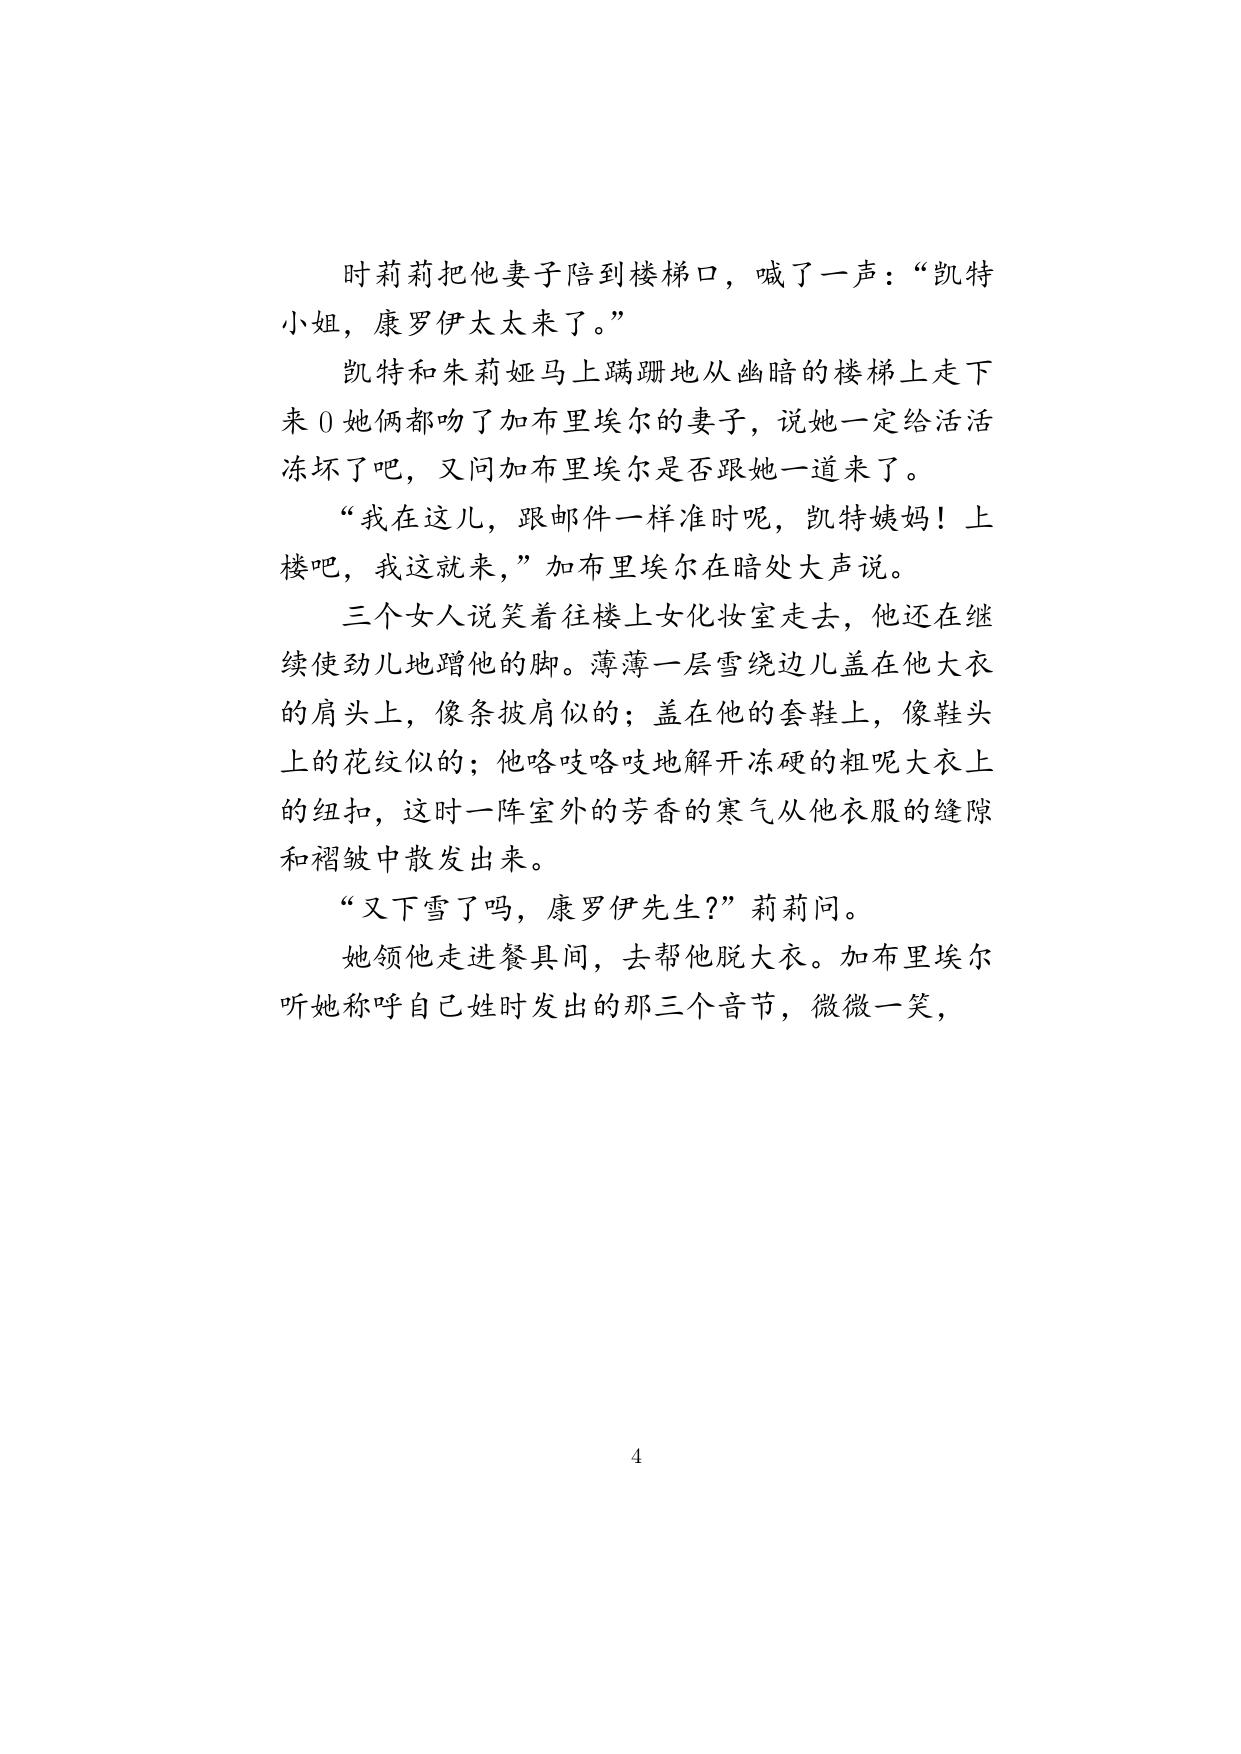 时莉莉把他妻子陪到楼梯口，喊了一声：“凯特
小姐，康罗伊太太来了。”
凯特和朱莉娅马上蹒跚地从幽暗的楼梯上走下
来 0 她俩都吻了加布里埃尔的妻子，说她一定给活活
冻坏了吧，又问加布里埃尔是否跟她一道来了。
“我在这儿，跟邮件一样准时呢，凯特姨妈！上
楼吧，我这就来，”加布里埃尔在暗处大声说。
三个女人说笑着往楼上女化妆室走去，他还在继
续使劲儿地蹭他的脚。薄薄一层雪绕边儿盖在他大衣
的肩头上，像条披肩似的；盖在他的套鞋上，像鞋头
上的花纹似的；他咯吱咯吱地解开冻硬的粗呢大衣上
的纽扣，这时一阵室外的芳香的寒气从他衣服的缝隙
和褶皱中散发出来。
“又下雪了吗，康罗伊先生？”莉莉问。
她领他走进餐具间，去帮他脱大衣。加布里埃尔
听她称呼自己姓时发出的那三个音节，微微一笑，
4